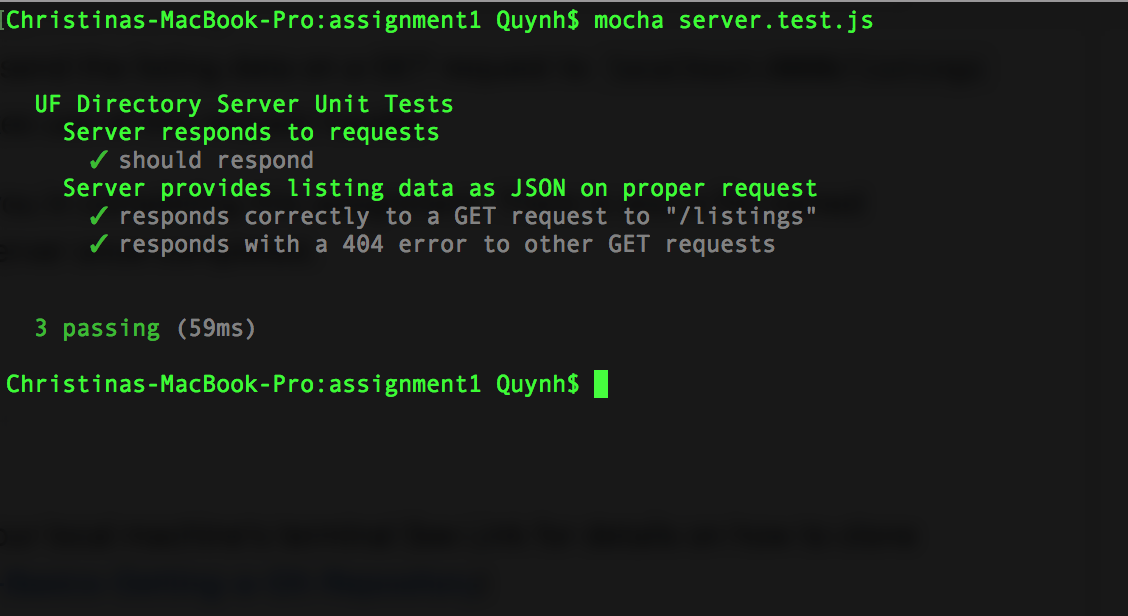 Christinas-MacBook-Pro:assignment1 Quynh$ mocha server.test.js
UF Directory Server Unit Tests
Server responds to requests
✓ should respond
Server provides listing data as JSON on proper request
✓ responds correctly to a GET request to "/listings"
✓ responds with a 404 error to other GET requests
3 passing (59ms)
Christinas-MacBook-Pro:assignment1 Quynh$